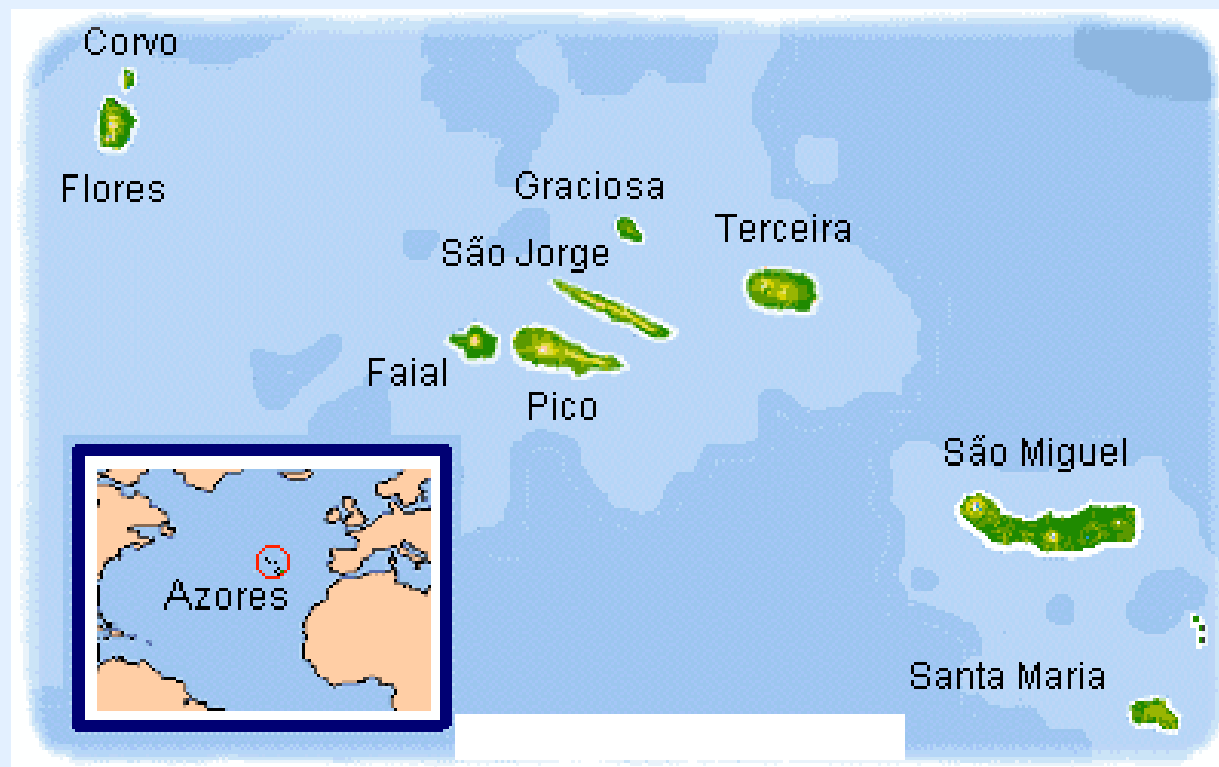 Corvo
Flores
Graciosa
Terceira
São Jorge
Faial
Pico
São Miguel
Azores
Santa Maria